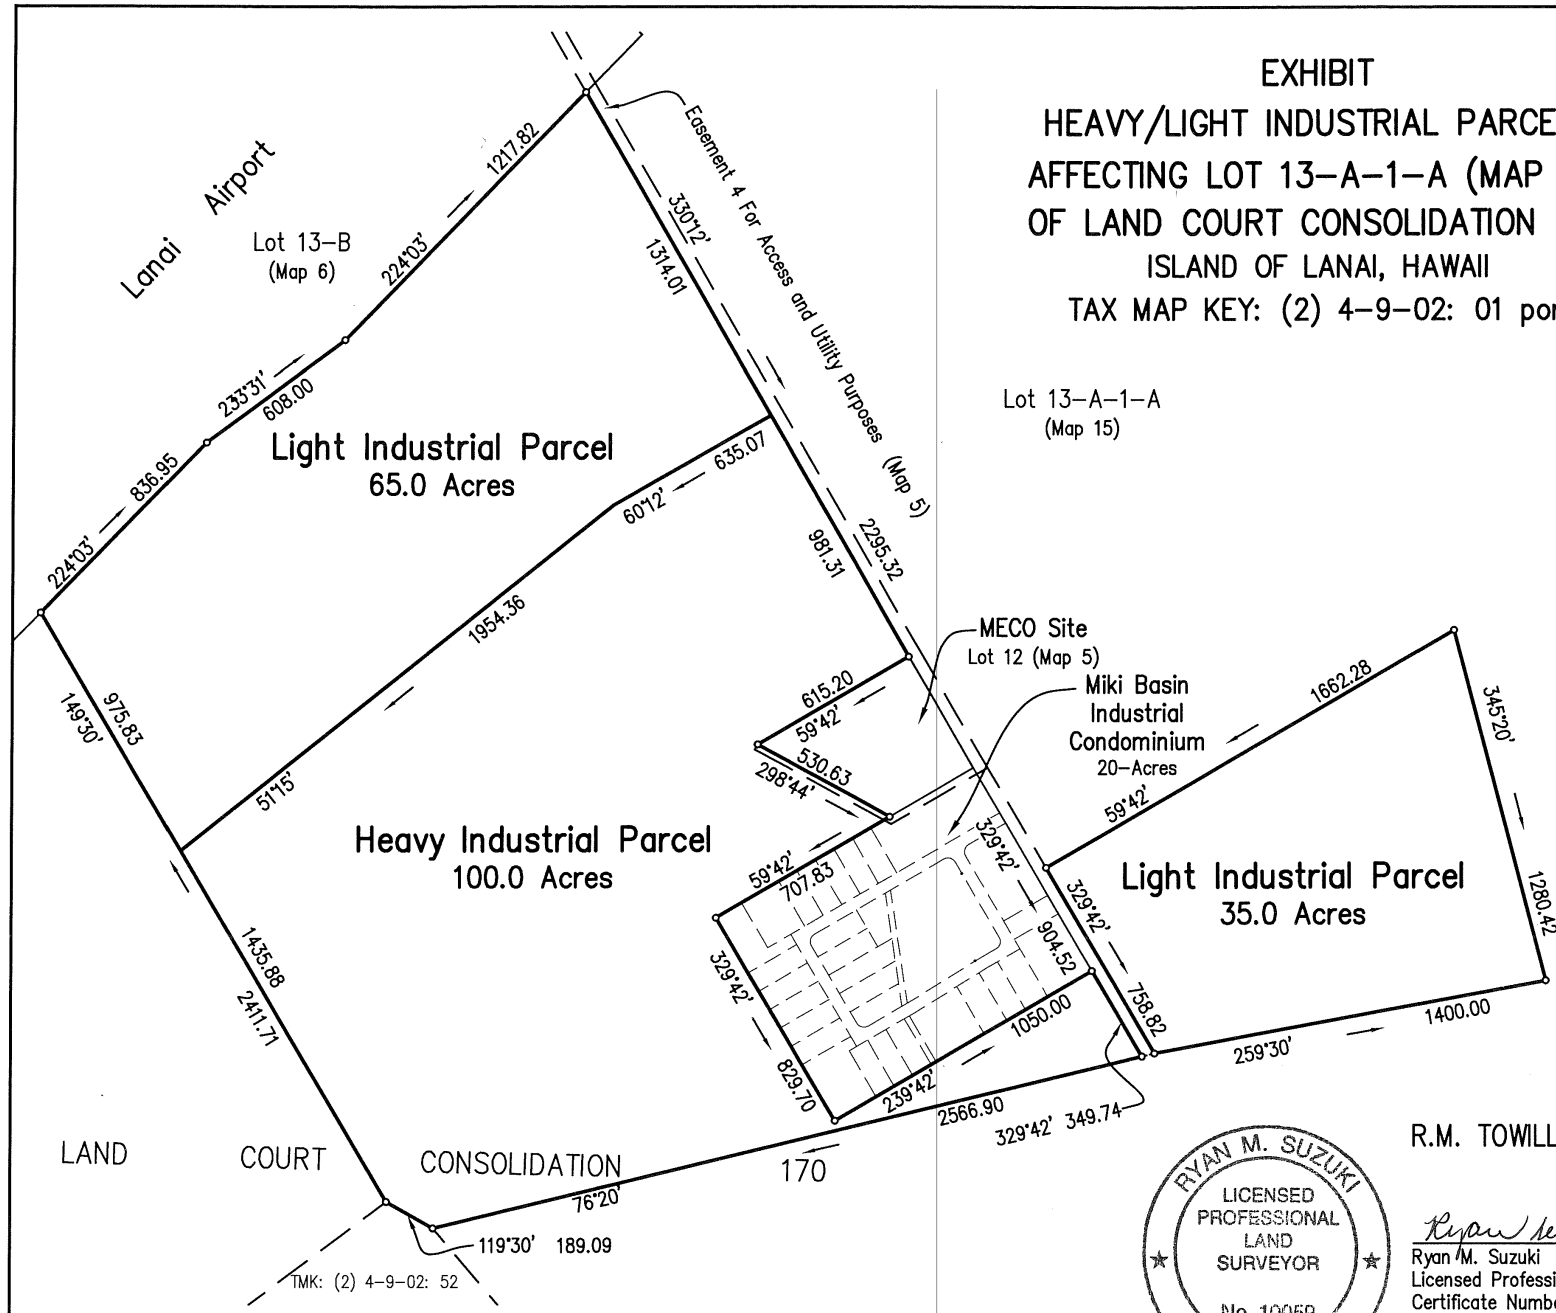 EXHIBIT
HEAVY/LIGHT INDUSTRIAL PARCE
AFFECTING LOT 13-A-1-A (MAP
OF LAND COURT CONSOLIDATION
ISLAND OF LANAI, HAWAII
TAX MAP KEY: (2) 4-9-02: 01 por
Lanai Airport
Lot 13-B
(Map 6)
1217.82
224°03'
233°31'
608.00
836.95
224°03'
Easement 4 For Access and Utility Purposes (Map 5)
330°12'
1314.01
Lot 13-A-1-A
(Map 15)
Light Industrial Parcel
65.0 Acres
635.07
60°12'
981.31
2295.32
1954.36
51°15'
975.83
149°30'
MECO Site
Lot 12 (Map 5)
Miki Basin
Industrial
Condominium
20-Acres
615.20
59°42'
530.63
298°44'
1662.28
59°42'
345°20'
1280.42
Heavy Industrial Parcel
100.0 Acres
59°42'
707.83
329°42'
329°42'
Light Industrial Parcel
35.0 Acres
1435.88
2411.71
329°42'
904.52
758.82
829.70
1050.00
239°42'
1400.00
259°30'
2566.90
329°42' 349.74
LAND COURT CONSOLIDATION 170
76°20'
119°30' 189.09
TMK: (2) 4-9-02: 52
R.M. TOWILL
RYAN M. SUZUKI
LICENSED
PROFESSIONAL
LAND
SURVEYOR
No. 10059
Ryan
Ryan M. Suzuki
Licensed Professi
Certificate Numbe